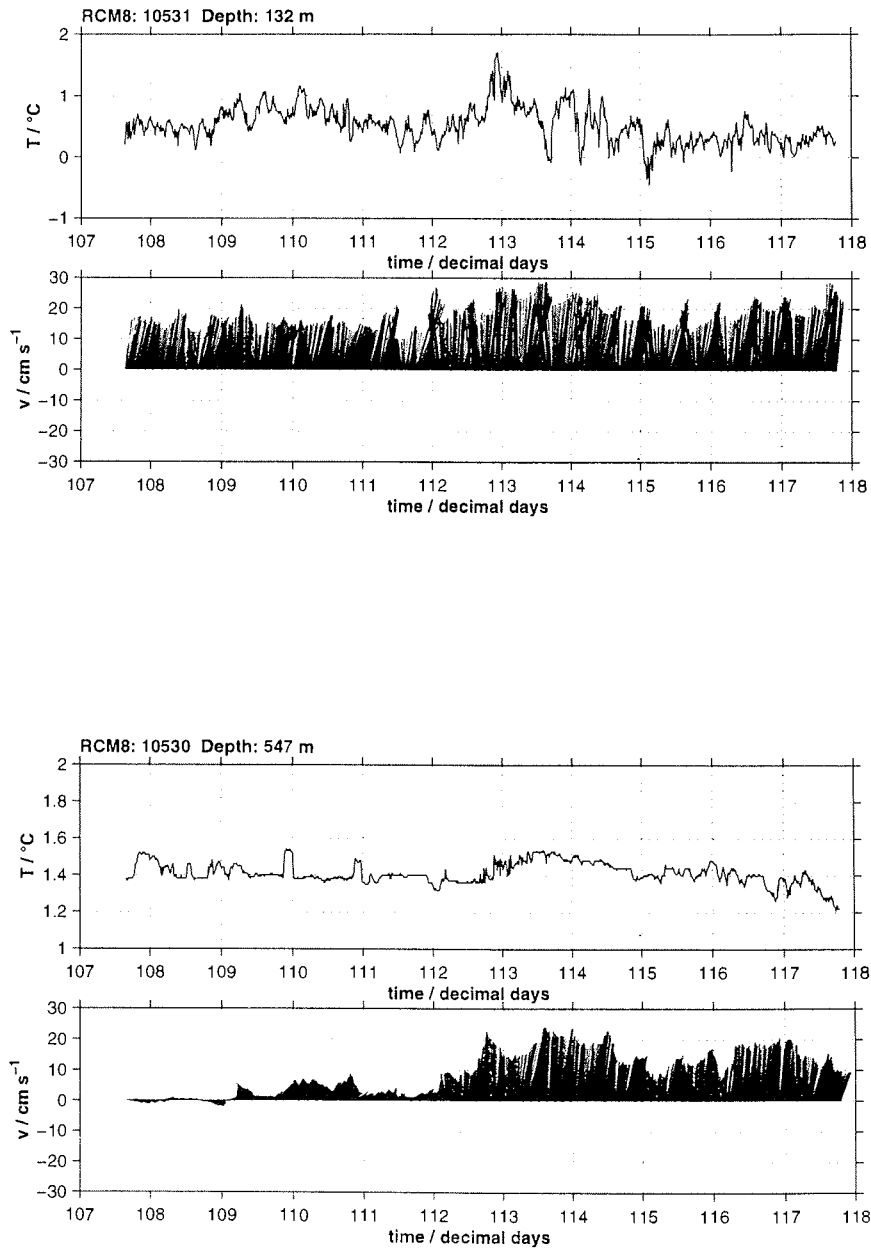 RCM8: 10531 Depth: 132 m
2
1
0
−1
T / °C
107 108 109 110 111 112 113 114 115 116 117 118
time / decimal days
30
20
10
0
−10
−20
−30
v / cm s⁻¹
107 108 109 110 111 112 113 114 115 116 117 118
time / decimal days
RCM8: 10530 Depth: 547 m
2
1.8
1.6
1.4
1.2
1
T / °C
107 108 109 110 111 112 113 114 115 116 117 118
time / decimal days
30
20
10
0
−10
−20
−30
v / cm s⁻¹
107 108 109 110 111 112 113 114 115 116 117 118
time / decimal days